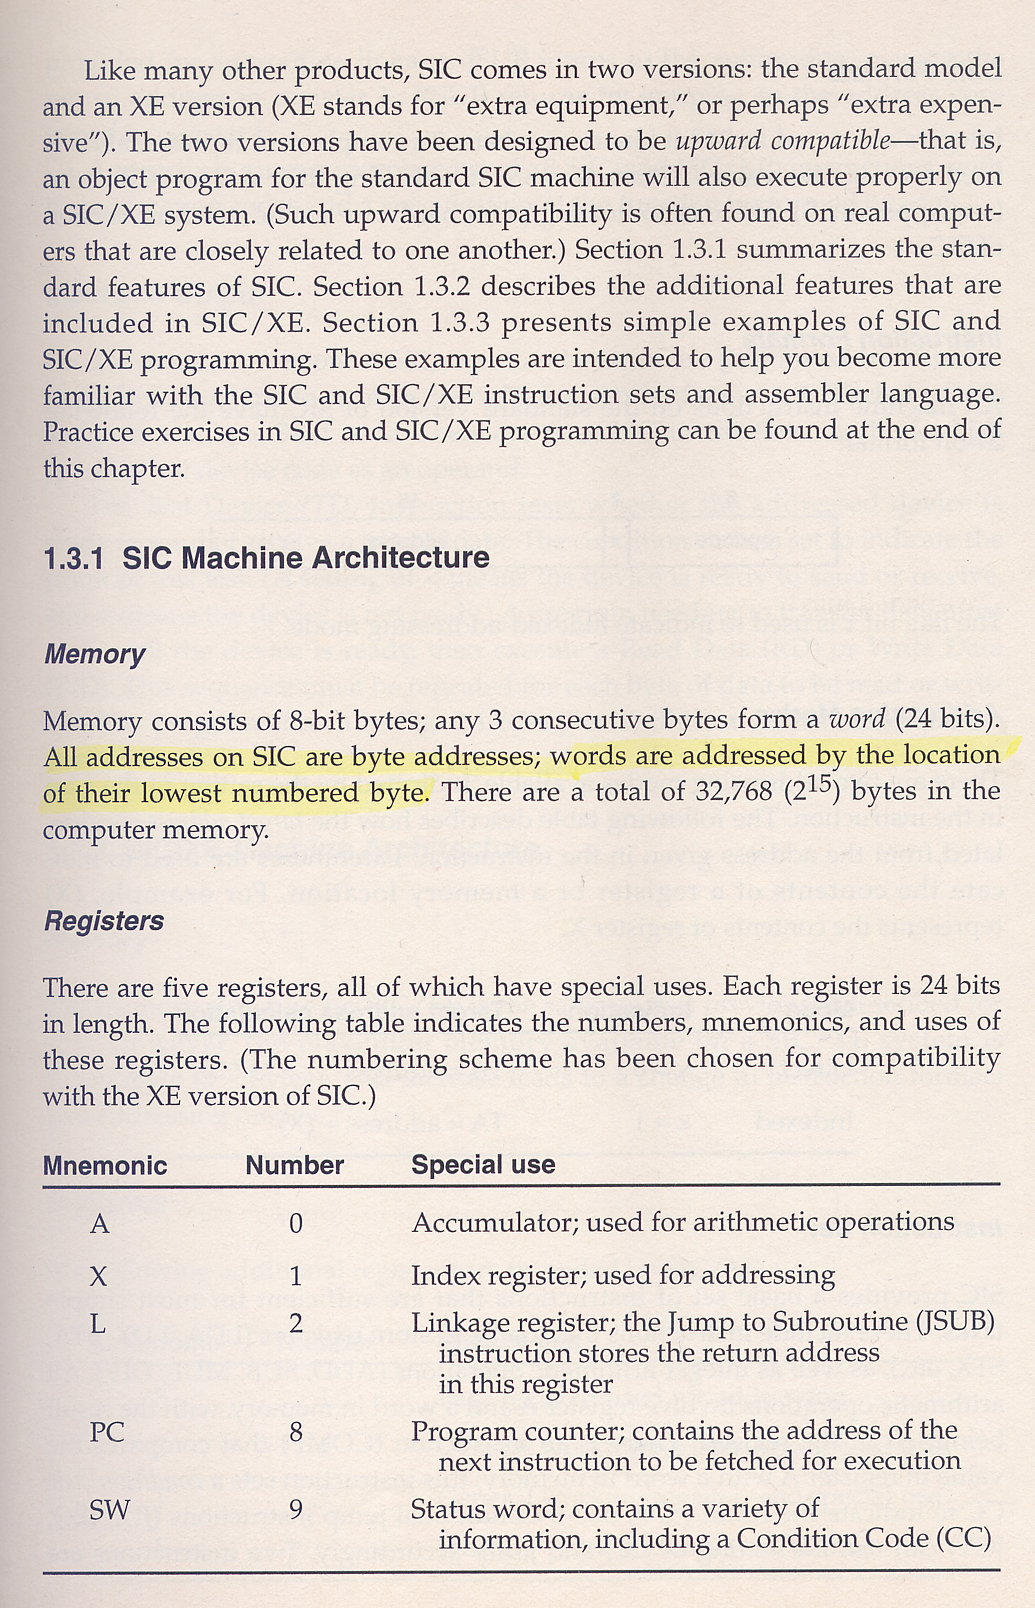 Like many other products, SIC comes in two versions: the standard model
and an XE version (XE stands for "extra equipment," or perhaps "extra expen-
sive"). The two versions have been designed to be upward compatible—that is,
an object program for the standard SIC machine will also execute properly on
a SIC/XE system. (Such upward compatibility is often found on real comput-
ers that are closely related to one another.) Section 1.3.1 summarizes the stan-
dard features of SIC. Section 1.3.2 describes the additional features that are
included in SIC/XE. Section 1.3.3 presents simple examples of SIC and
SIC/XE programming. These examples are intended to help you become more
familiar with the SIC and SIC/XE instruction sets and assembler language.
Practice exercises in SIC and SIC/XE programming can be found at the end of
this chapter.
1.3.1 SIC Machine Architecture
Memory
Memory consists of 8-bit bytes; any 3 consecutive bytes form a word (24 bits).
All addresses on SIC are byte addresses; words are addressed by the location
of their lowest numbered byte. There are a total of 32,768 (2¹⁵) bytes in the
computer memory.
Registers
There are five registers, all of which have special uses. Each register is 24 bits
in length. The following table indicates the numbers, mnemonics, and uses of
these registers. (The numbering scheme has been chosen for compatibility
with the XE version of SIC.)
Mnemonic Number Special use
A 0 Accumulator; used for arithmetic operations
X 1 Index register; used for addressing
L 2 Linkage register; the Jump to Subroutine (JSUB)
instruction stores the return address
in this register
PC 8 Program counter; contains the address of the
next instruction to be fetched for execution
SW 9 Status word; contains a variety of
information, including a Condition Code (CC)